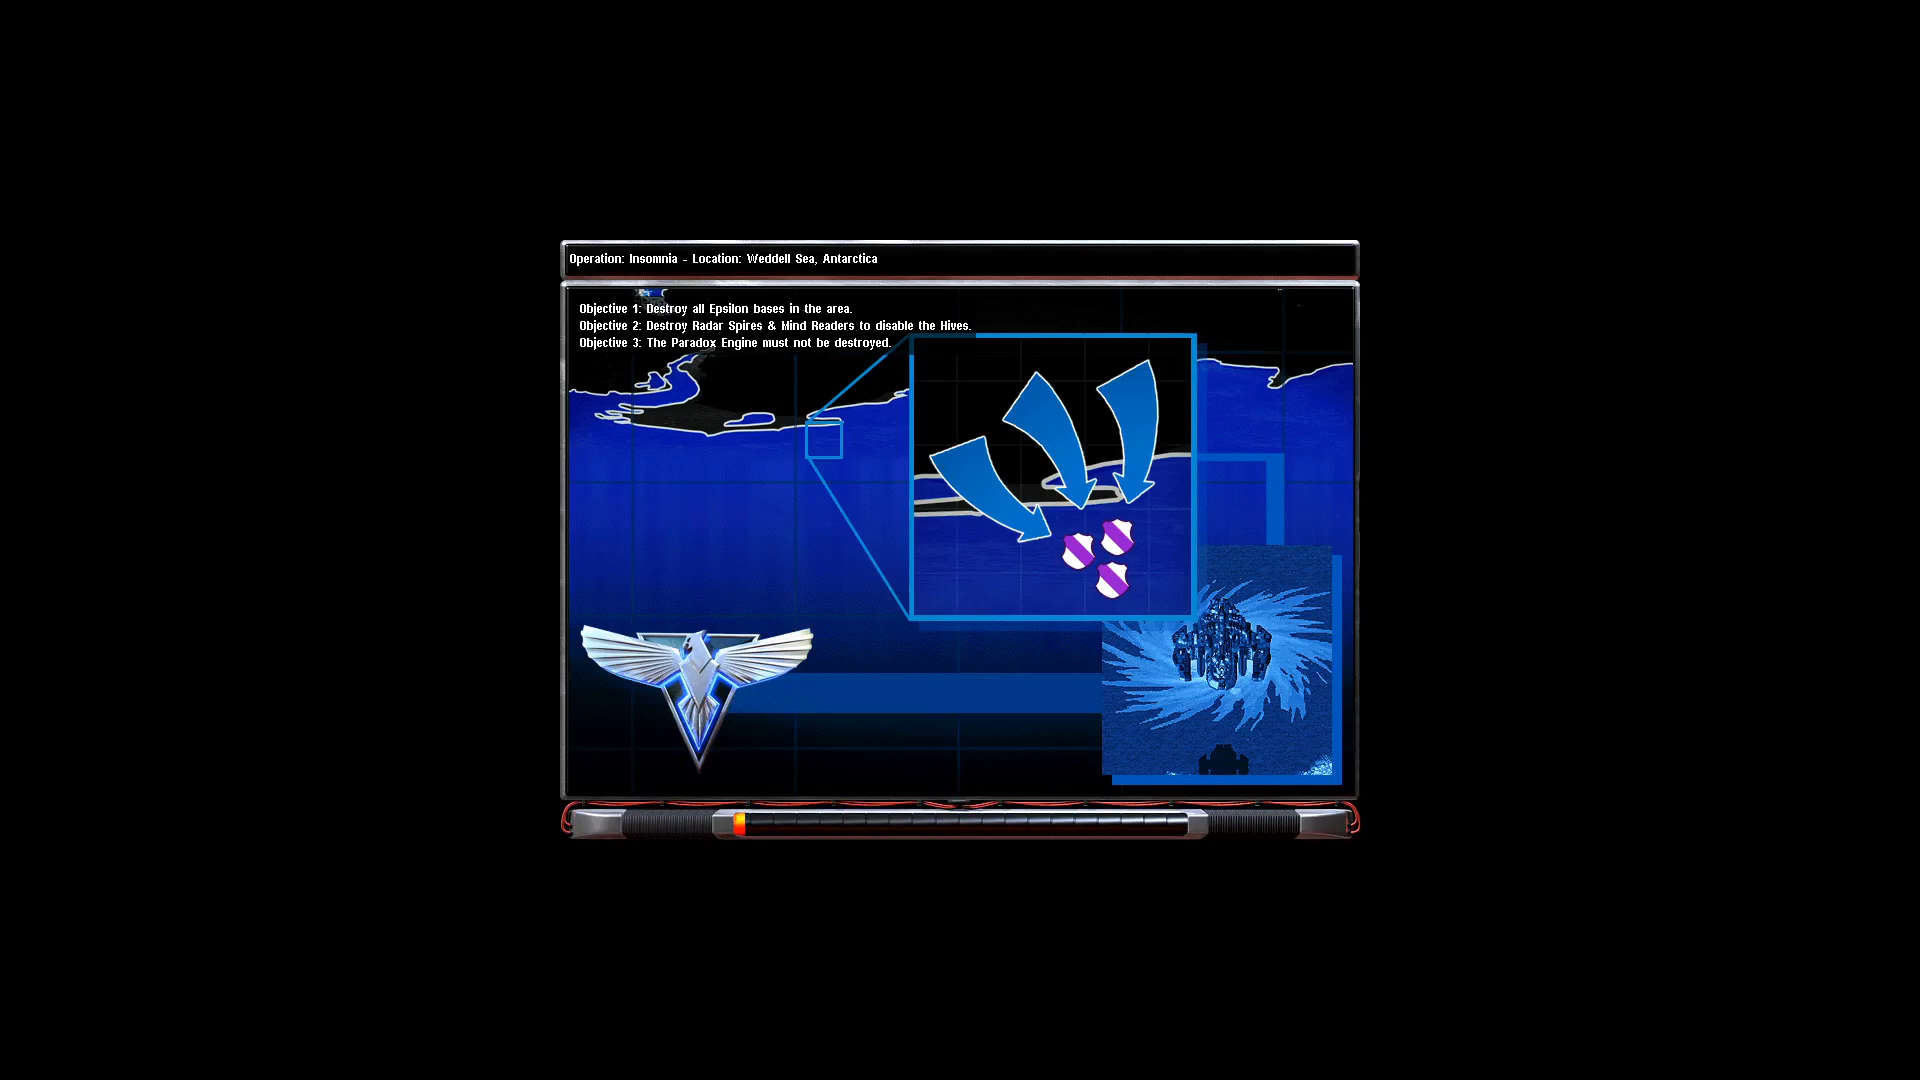 Operation: Insomnia - Location: Weddell Sea, Antarctica
Objective 1: Destroy all Epsilon bases in the area.
Objective 2: Destroy Radar Spires & Mind Readers to disable the Hives.
Objective 3: The Paradox Engine must not be destroyed.